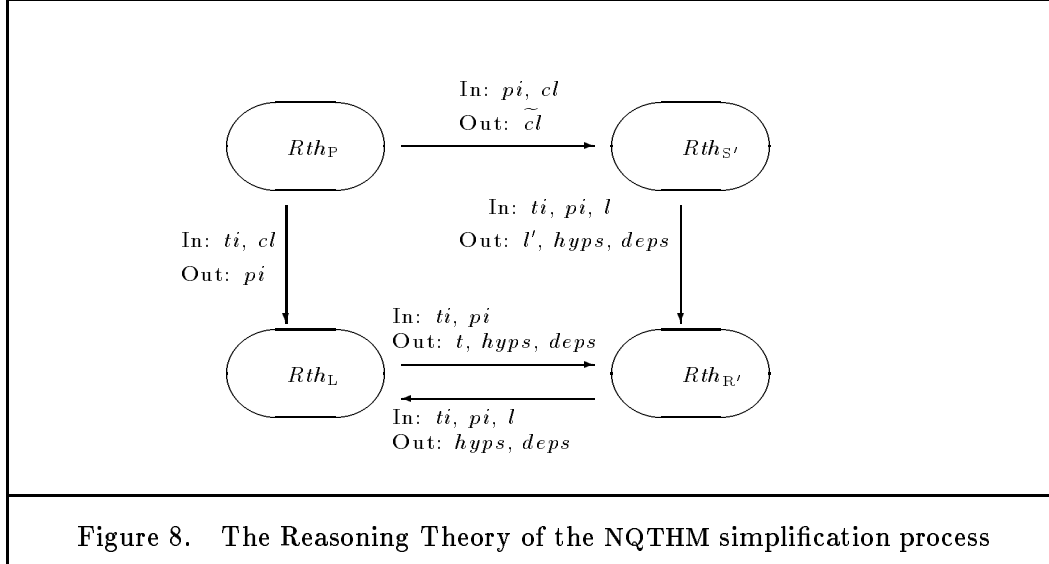 In: pi, cl
Out: c̃l
Rth_P
Rth_S′
In: ti, cl
Out: pi
In: ti, pi, l
Out: l′, hyps, deps
In: ti, pi
Out: t, hyps, deps
Rth_L
Rth_R′
In: ti, pi, l
Out: hyps, deps
Figure 8. The Reasoning Theory of the NQTHM simplification process